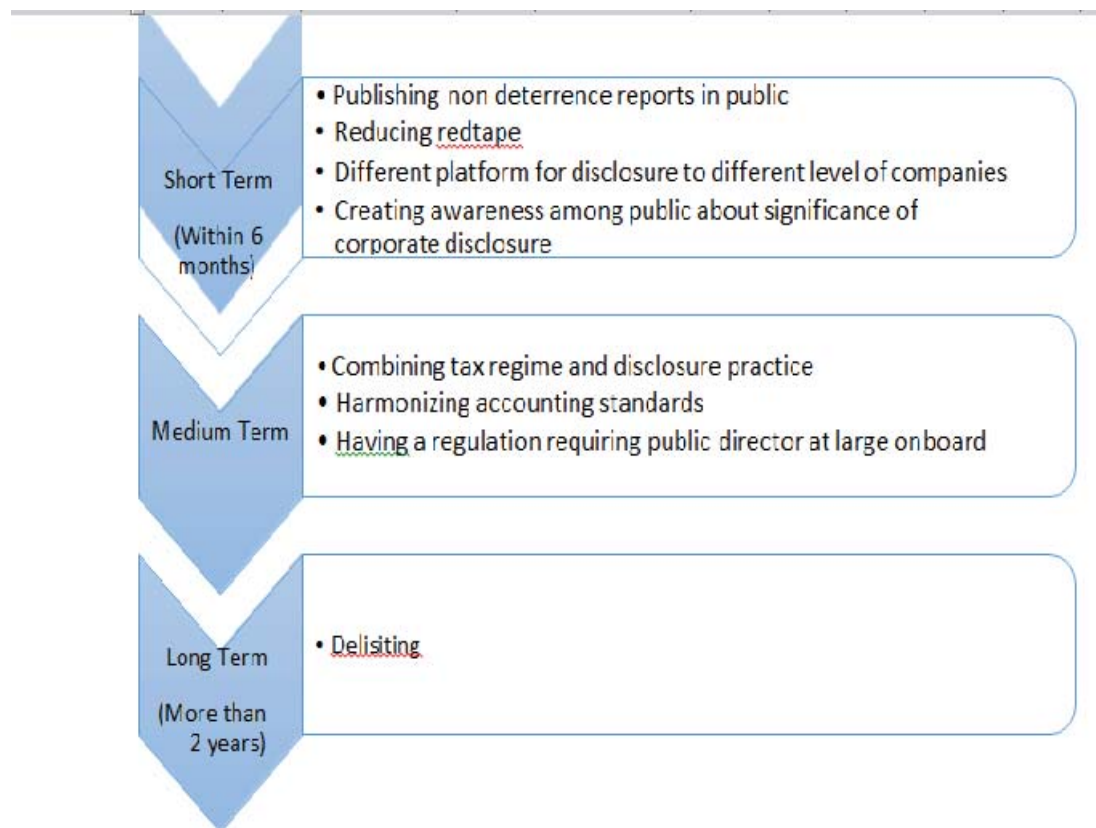 Short Term
(Within 6
months)
• Publishing non deterrence reports in public
• Reducing redtape
• Different platform for disclosure to different level of companies
• Creating awareness among public about significance of
corporate disclosure
Medium Term
• Combining tax regime and disclosure practice
• Harmonizing accounting standards
• Having a regulation requiring public director at large onboard
Long Term
(More than
2 years)
• Delisiting